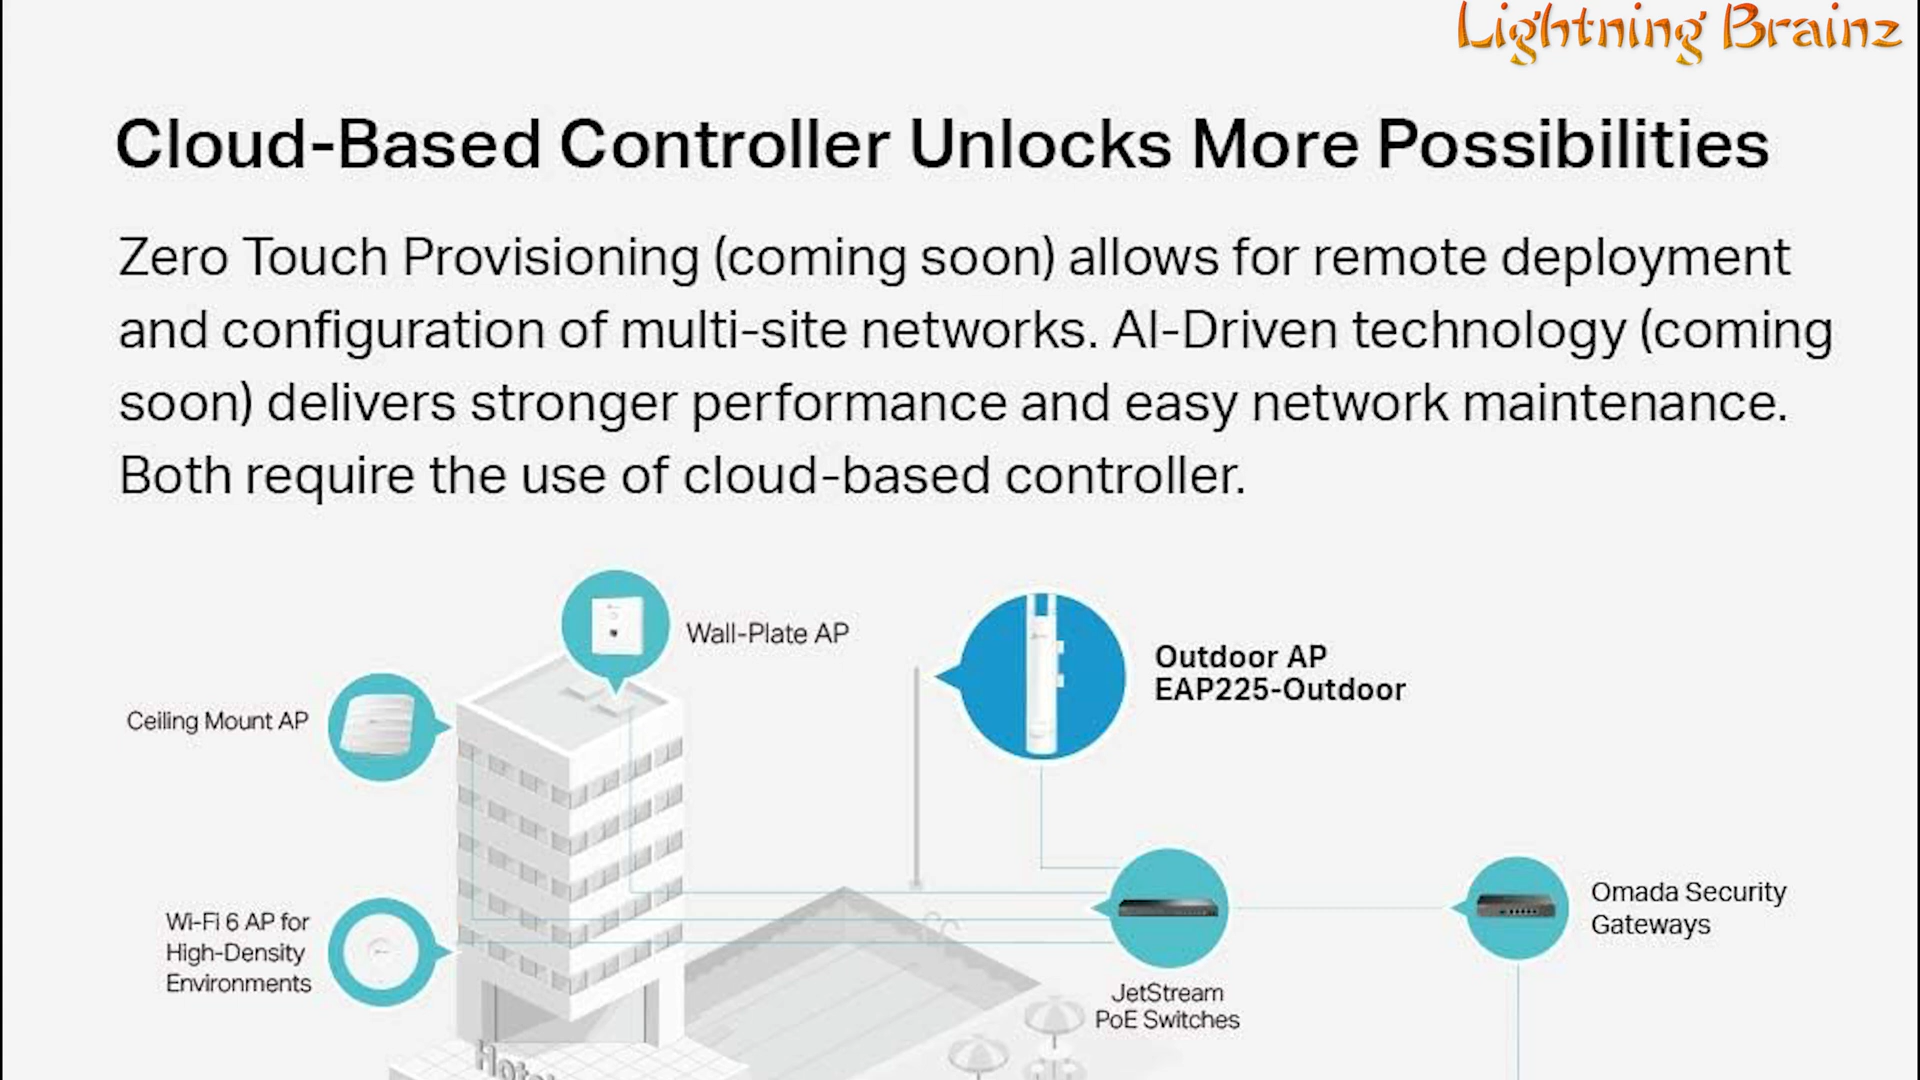 Lightning Brainz
Cloud-Based Controller Unlocks More Possibilities
Zero Touch Provisioning (coming soon) allows for remote deployment
and configuration of multi-site networks. AI-Driven technology (coming
soon) delivers stronger performance and easy network maintenance.
Both require the use of cloud-based controller.
Wall-Plate AP
Outdoor AP
EAP225-Outdoor
Ceiling Mount AP
Omada Security
Gateways
Wi-Fi 6 AP for
High-Density
Environments
JetStream
PoE Switches
Hotel